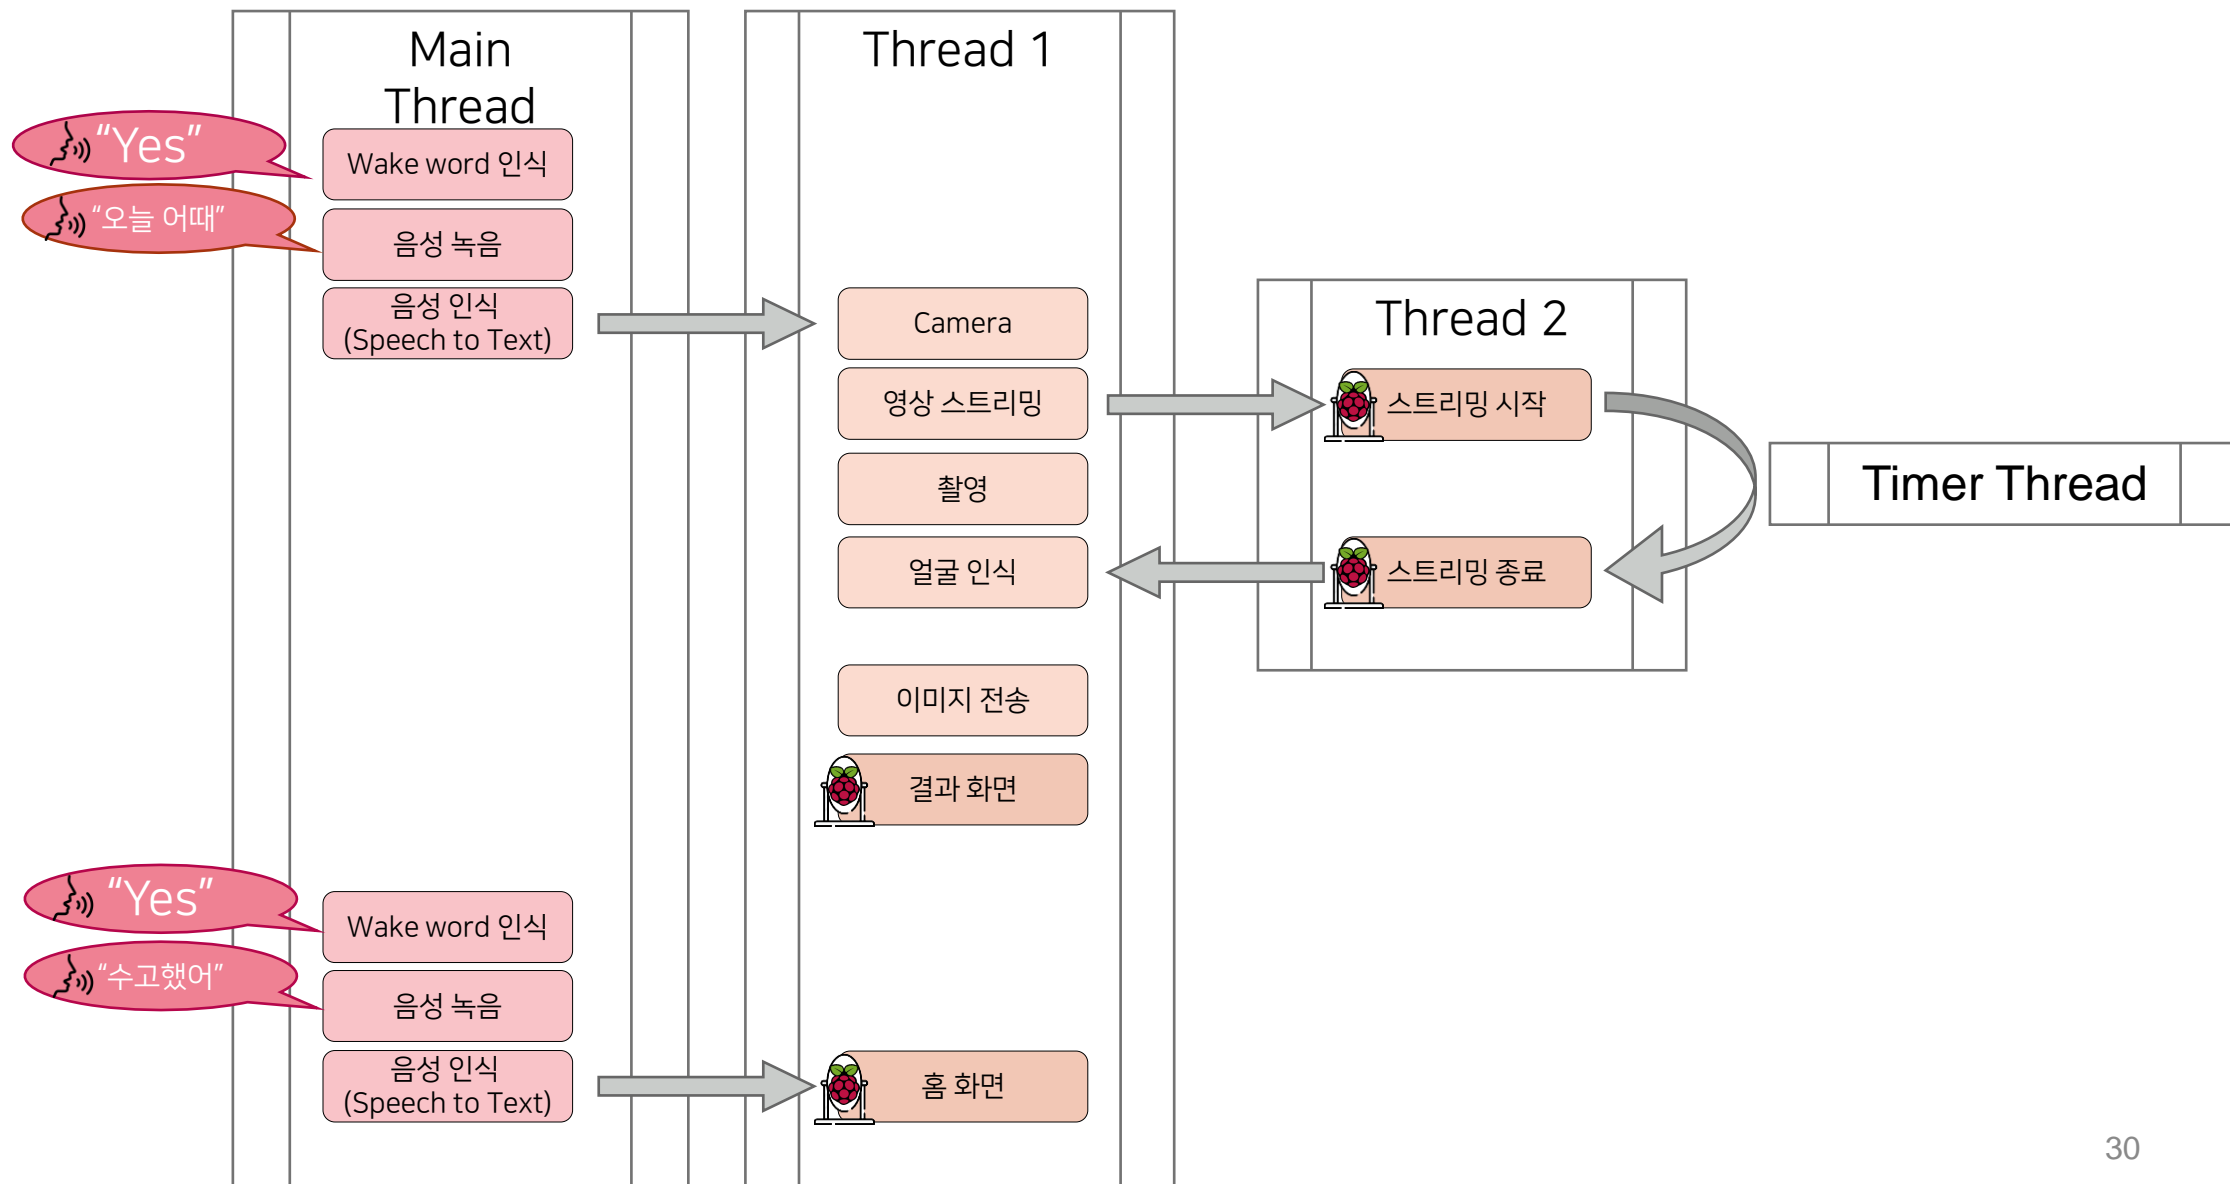 Main
Thread
"Yes"
Wake word 인식
"오늘 어때"
음성 녹음
음성 인식
(Speech to Text)
Thread 1
Camera
영상 스트리밍
촬영
얼굴 인식
이미지 전송
결과 화면
Thread 2
스트리밍 시작
스트리밍 종료
Timer Thread
"Yes"
Wake word 인식
"수고했어"
음성 녹음
음성 인식
(Speech to Text)
홈 화면
30